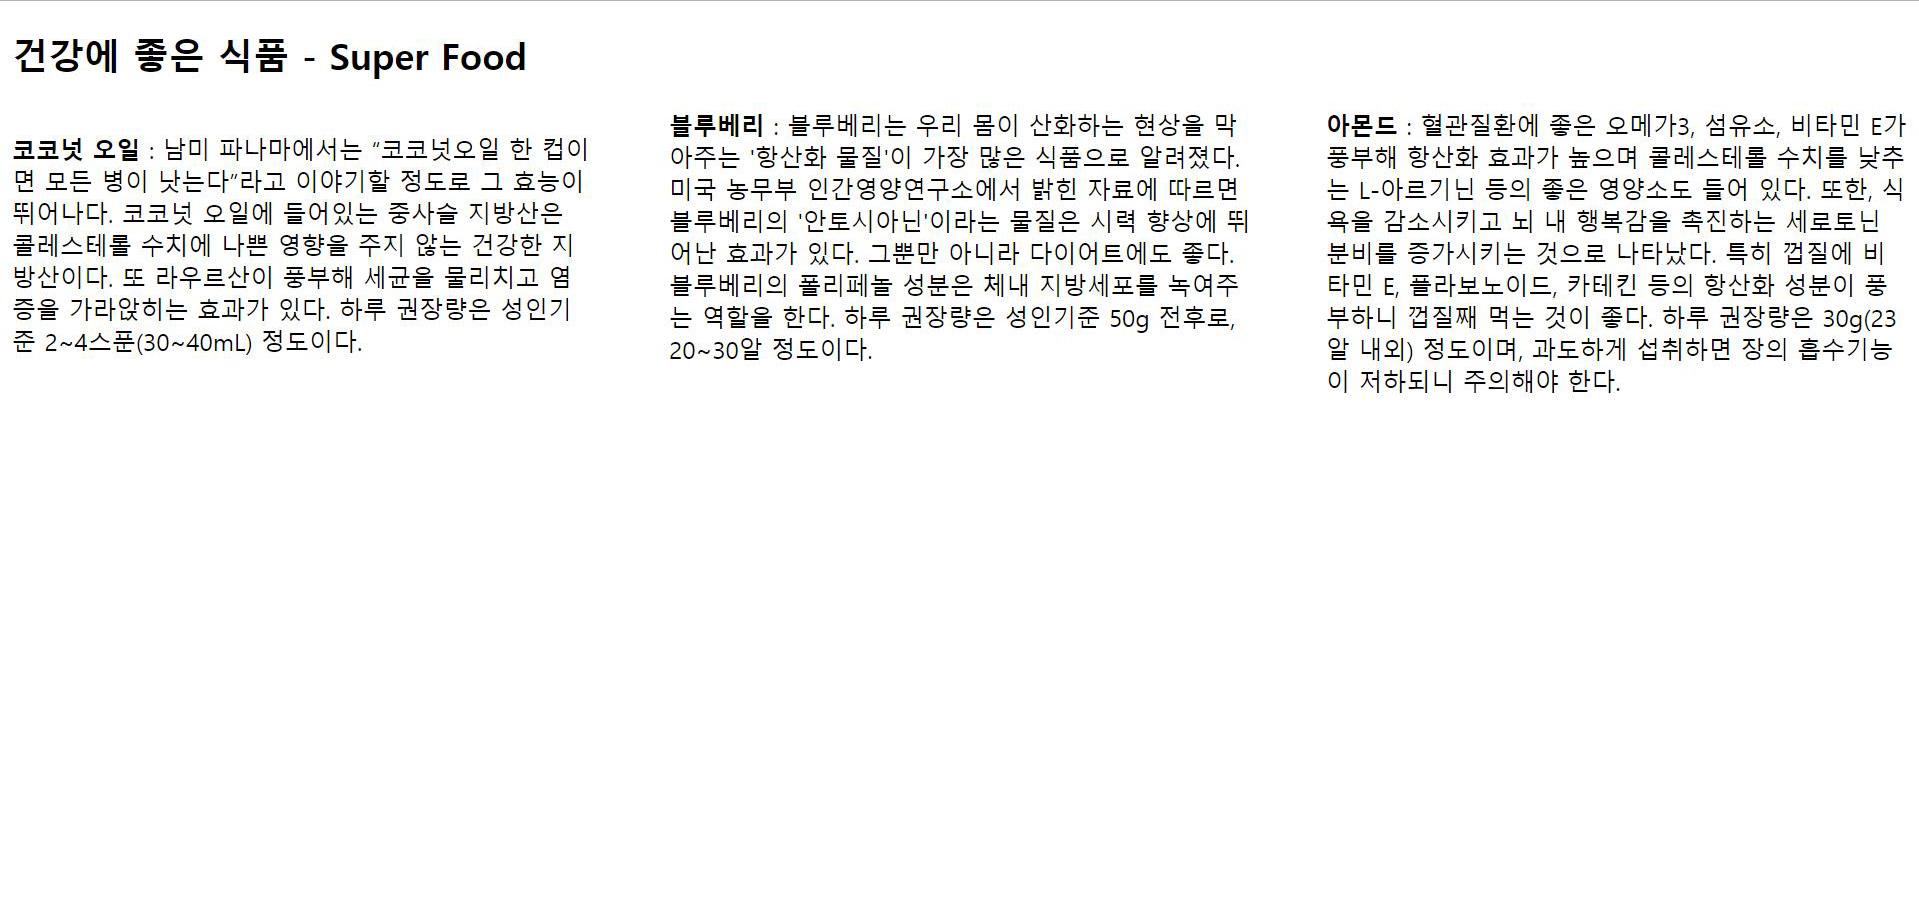 건강에 좋은 식품 - Super Food
코코넛 오일 : 남미 파나마에서는 “코코넛오일 한 컵이
면 모든 병이 낫는다”라고 이야기할 정도로 그 효능이
뛰어나다. 코코넛 오일에 들어있는 중사슬 지방산은
콜레스테롤 수치에 나쁜 영향을 주지 않는 건강한 지
방산이다. 또 라우르산이 풍부해 세균을 물리치고 염
증을 가라앉히는 효과가 있다. 하루 권장량은 성인기
준 2~4스푼(30~40mL) 정도이다.
블루베리 : 블루베리는 우리 몸이 산화하는 현상을 막
아주는 '항산화 물질'이 가장 많은 식품으로 알려졌다.
미국 농무부 인간영양연구소에서 밝힌 자료에 따르면
블루베리의 '안토시아닌'이라는 물질은 시력 향상에 뛰
어난 효과가 있다. 그뿐만 아니라 다이어트에도 좋다.
블루베리의 폴리페놀 성분은 체내 지방세포를 녹여주
는 역할을 한다. 하루 권장량은 성인기준 50g 전후로,
20~30알 정도이다.
아몬드 : 혈관질환에 좋은 오메가3, 섬유소, 비타민 E가
풍부해 항산화 효과가 높으며 콜레스테롤 수치를 낮추
는 L-아르기닌 등의 좋은 영양소도 들어 있다. 또한, 식
욕을 감소시키고 뇌 내 행복감을 촉진하는 세로토닌
분비를 증가시키는 것으로 나타났다. 특히 껍질에 비
타민 E, 플라보노이드, 카테킨 등의 항산화 성분이 풍
부하니 껍질째 먹는 것이 좋다. 하루 권장량은 30g(23
알 내외) 정도이며, 과도하게 섭취하면 장의 흡수기능
이 저하되니 주의해야 한다.